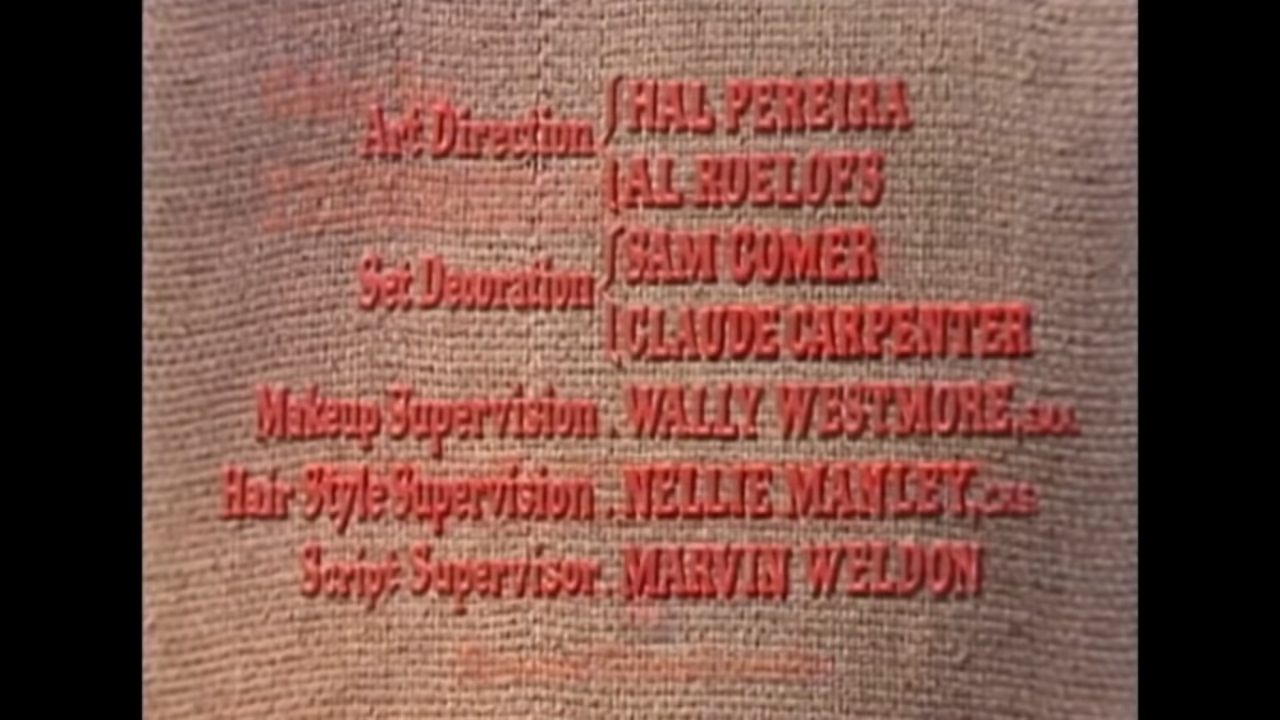 Art Direction { HAL PEREIRA
AL ROELOFS
Set Decoration { SAM COMER
CLAUDE CARPENTER
Makeup Supervision . WALLY WESTMORE,
Hair Style Supervision . NELLIE MANLEY,
Script Supervisor . MARVIN WELDON